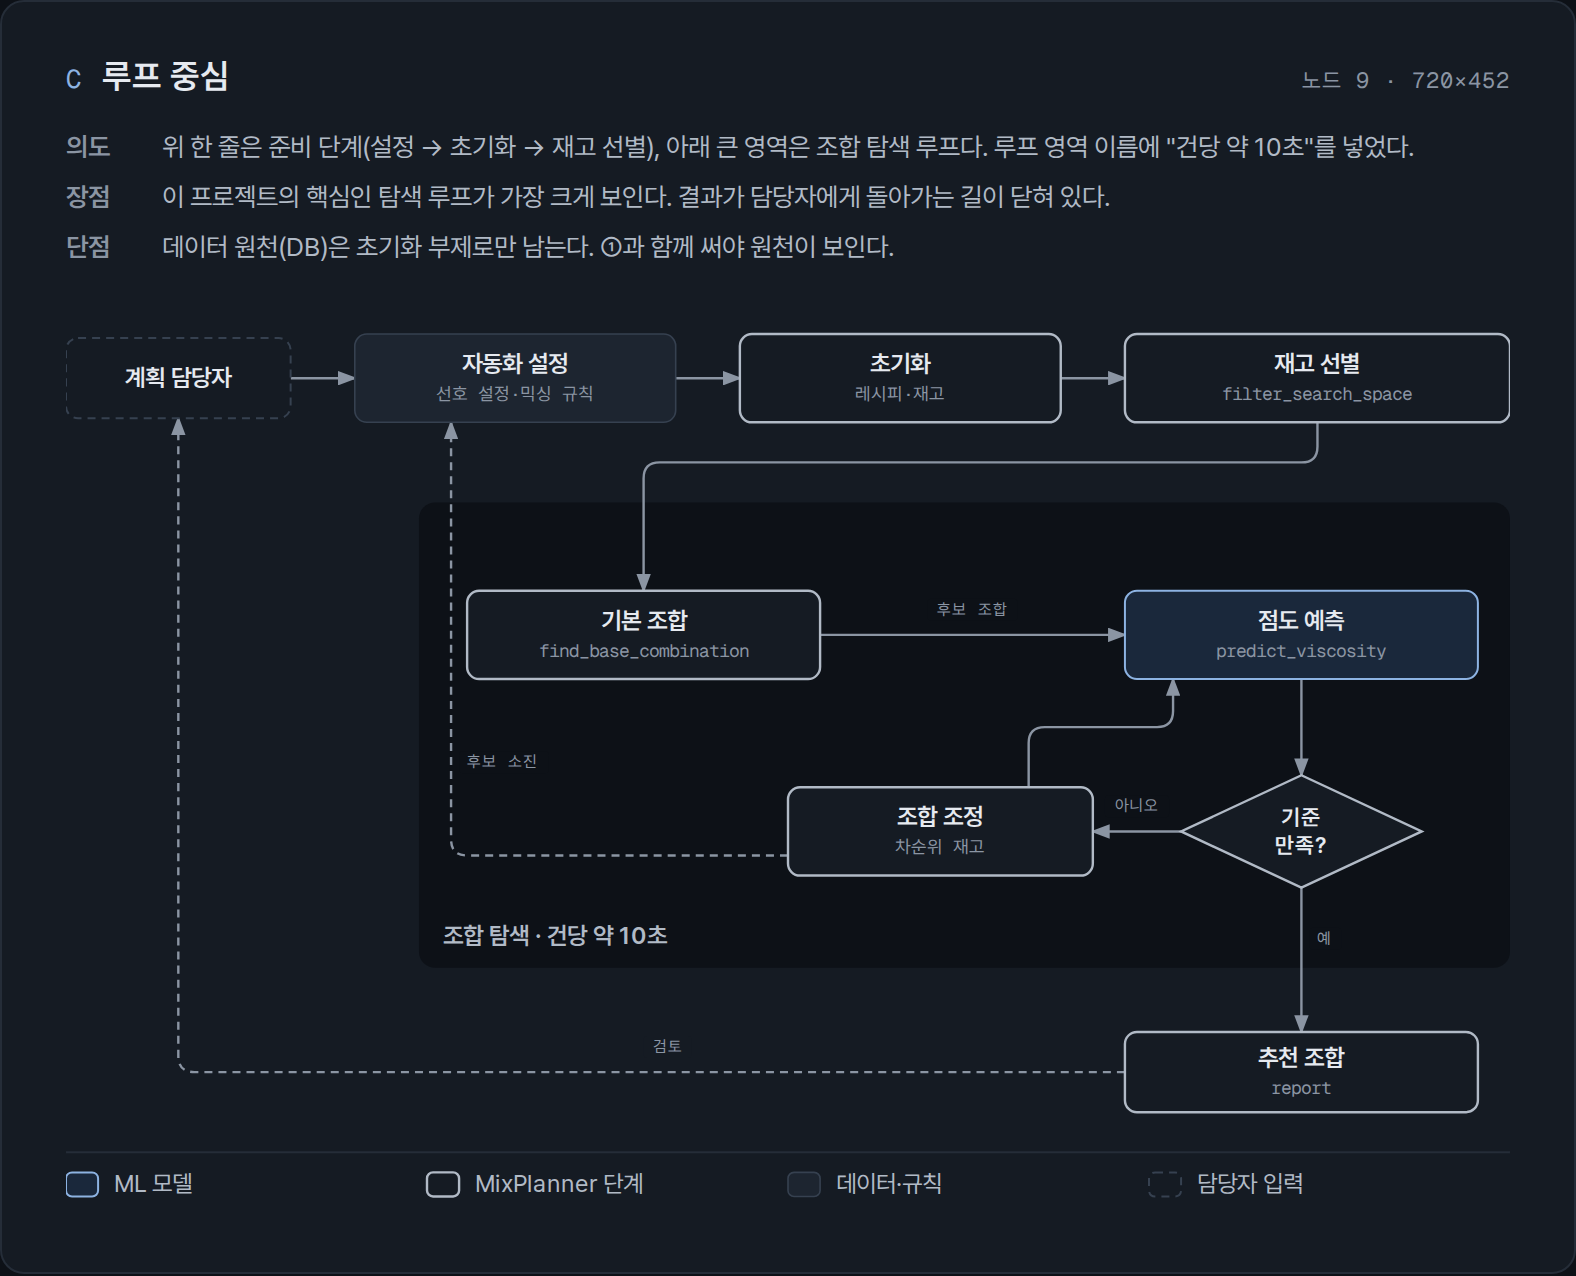 C 루프 중심
노드 9 · 720×452
의도 위 한 줄은 준비 단계(설정 → 초기화 → 재고 선별), 아래 큰 영역은 조합 탐색 루프다. 루프 영역 이름에 "건당 약 10초"를 넣었다.
장점 이 프로젝트의 핵심인 탐색 루프가 가장 크게 보인다. 결과가 담당자에게 돌아가는 길이 닫혀 있다.
단점 데이터 원천(DB)은 초기화 부제로만 남는다. ①과 함께 써야 원천이 보인다.
계획 담당자
자동화 설정
선호 설정·믹싱 규칙
초기화
레시피·재고
재고 선별
filter_search_space
기본 조합
find_base_combination
후보 조합
점도 예측
predict_viscosity
후보 소진
조합 조정
차순위 재고
아니오
기준
만족?
조합 탐색 · 건당 약 10초
예
검토
추천 조합
report
ML 모델
MixPlanner 단계
데이터·규칙
담당자 입력